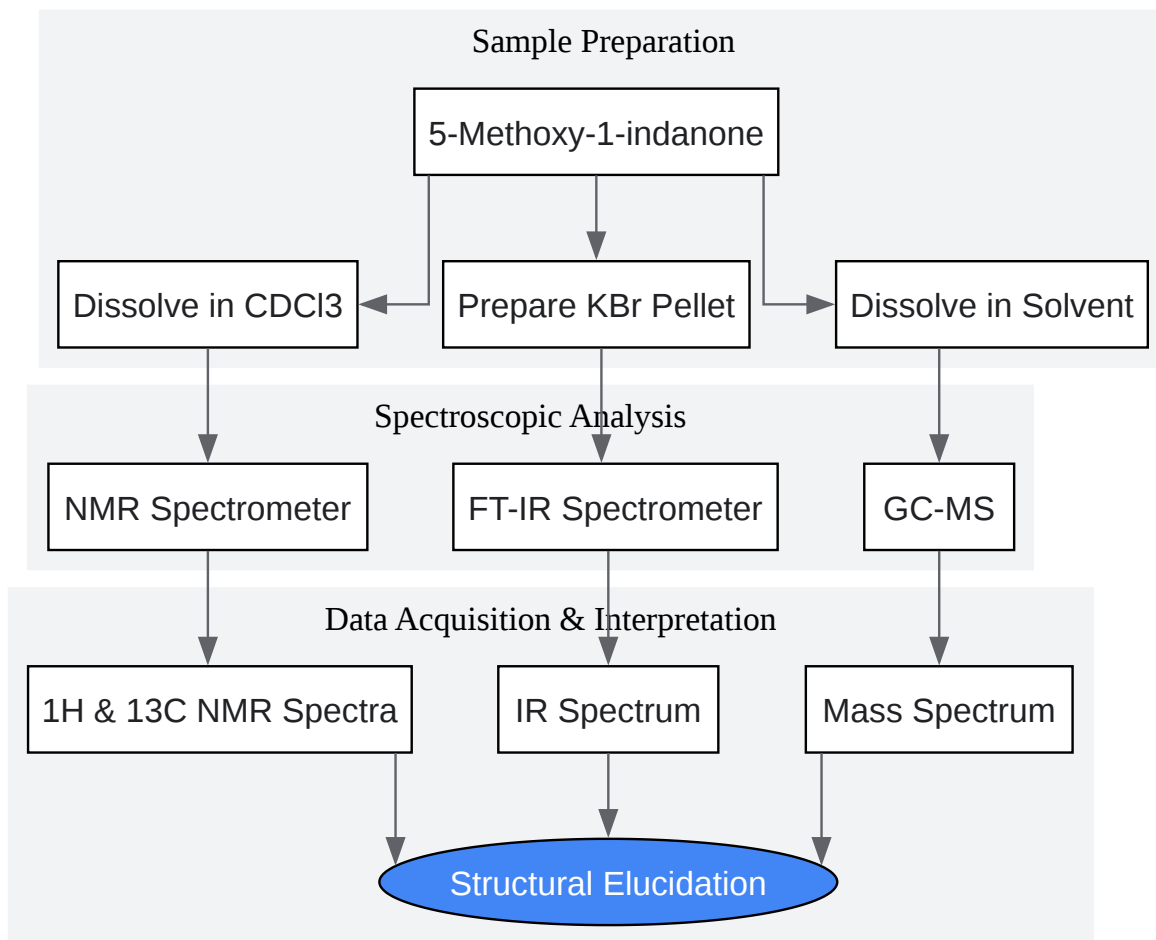 Sample Preparation
5-Methoxy-1-indanone
Dissolve in CDCl3
Prepare KBr Pellet
Dissolve in Solvent
Spectroscopic Analysis
NMR Spectrometer
FT-IR Spectrometer
GC-MS
Data Acquisition & Interpretation
1H & 13C NMR Spectra
IR Spectrum
Mass Spectrum
Structural Elucidation